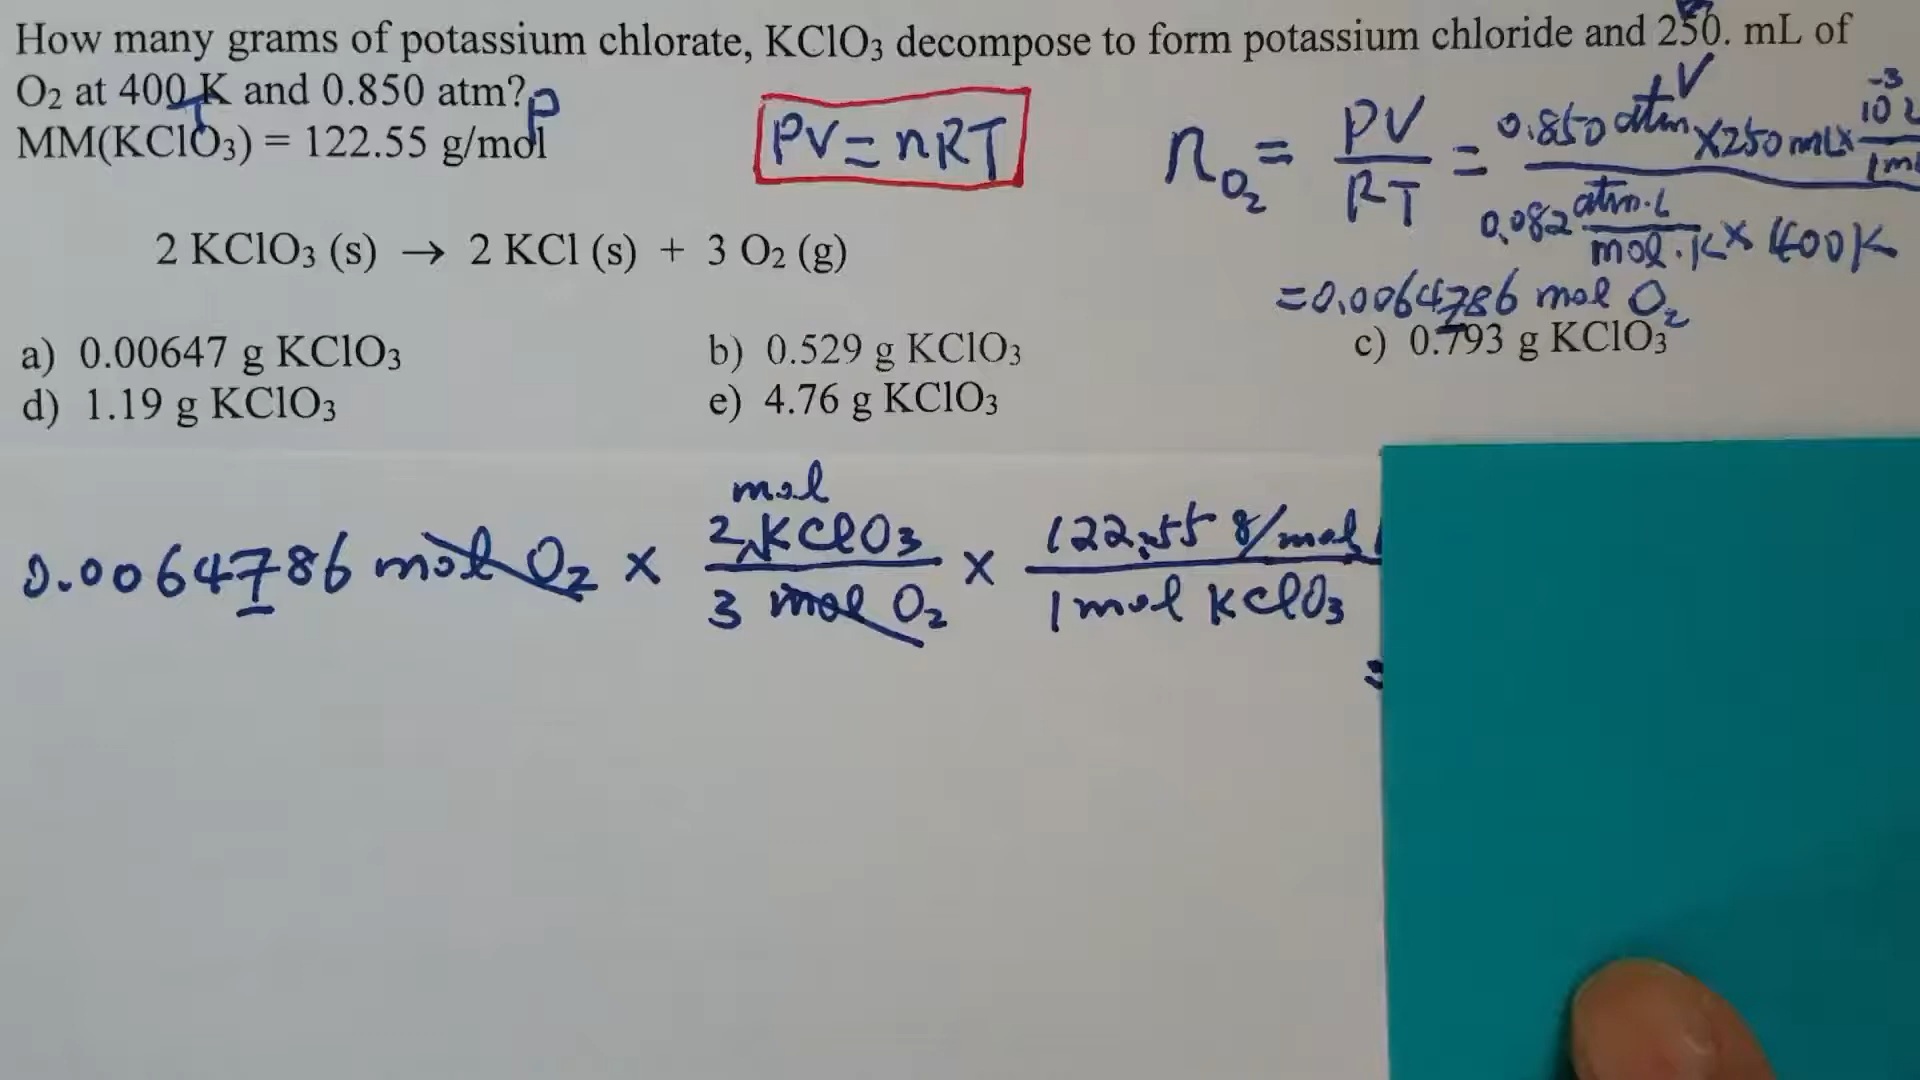 How many grams of potassium chlorate, KClO3 decompose to form potassium chloride and 250. mL of
O2 at 400 K and 0.850 atm?
MM(KClO3) = 122.55 g/mol
T
P
V
PV=nRT
nO2 = PV/RT = 0.850 atm x 250 mL x 10-3 L/1 m
0.082 atm·L/mol·K x 400K
=0.0064786 mol O2
2 KClO3 (s) → 2 KCl (s) + 3 O2 (g)
a) 0.00647 g KClO3 b) 0.529 g KClO3 c) 0.793 g KClO3
d) 1.19 g KClO3 e) 4.76 g KClO3
mol
0.0064786 mol O2 x 2 KClO3/3 mol O2 x 122.55 g/mol/1 mol KClO3
=